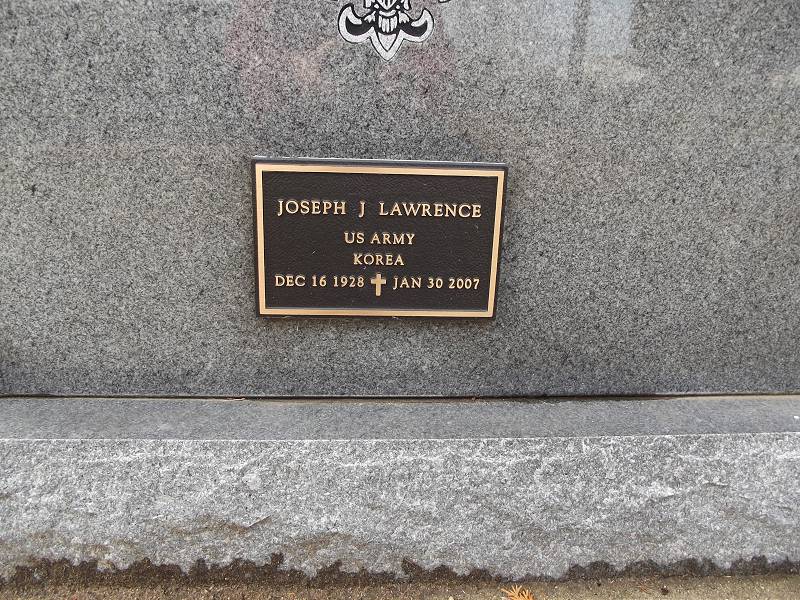 JOSEPH J LAWRENCE
US ARMY
KOREA
DEC 16 1928 ✝ JAN 30 2007